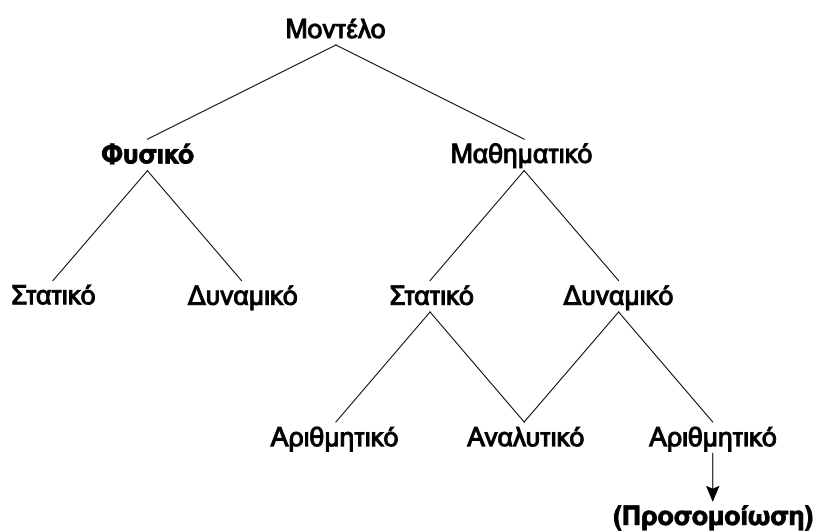 Μοντέλο
Φυσικό Μαθηματικό
Στατικό Δυναμικό Στατικό Δυναμικό
Αριθμητικό Αναλυτικό Αριθμητικό
(Προσομοίωση)